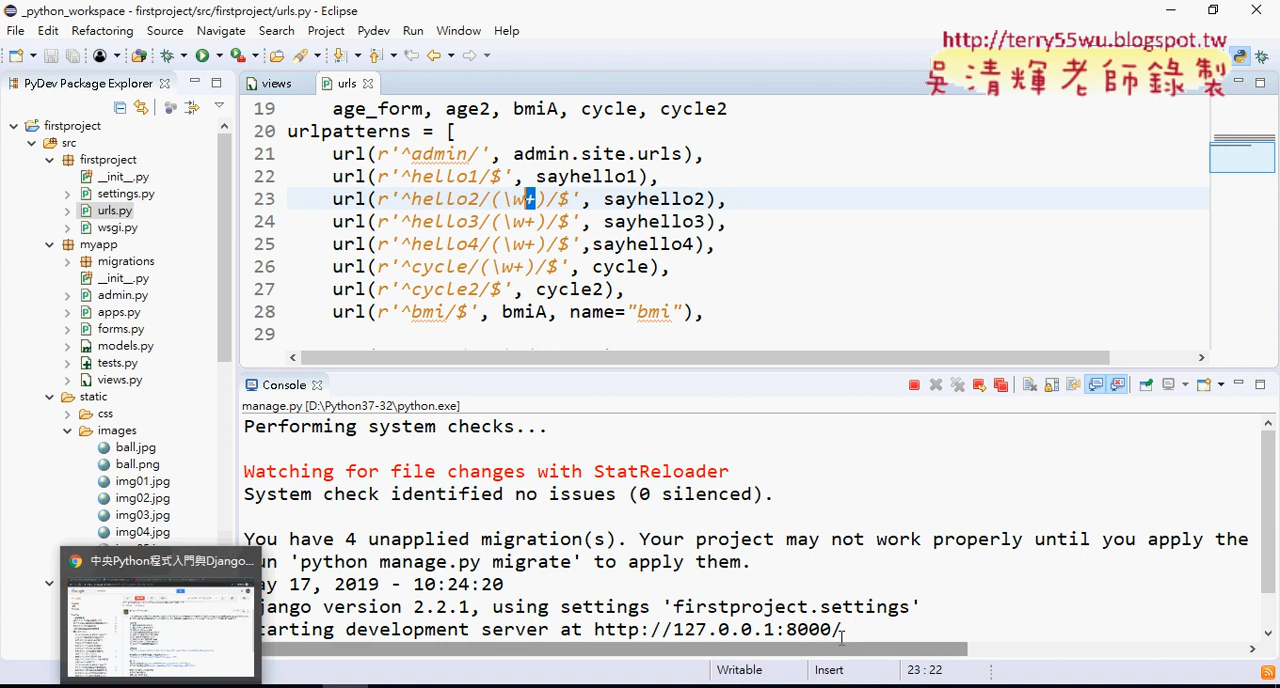 _python_workspace - firstproject/src/firstproject/urls.py - Eclipse
File Edit Refactoring Source Navigate Search Project Pydev Run Window Help
http://terry55wu.blogspot.tw
吳清輝老師錄製
PyDev Package Explorer
firstproject
src
firstproject
__init__.py
settings.py
urls.py
wsgi.py
myapp
migrations
__init__.py
admin.py
apps.py
forms.py
models.py
tests.py
views.py
static
css
images
ball.jpg
ball.png
img01.jpg
img02.jpg
img03.jpg
img04.jpg
views urls
19 age_form, age2, bmiA, cycle, cycle2
20 urlpatterns = [
21 url(r'^admin/', admin.site.urls),
22 url(r'^hello1/$', sayhello1),
23 url(r'^hello2/(\w+)/$', sayhello2),
24 url(r'^hello3/(\w+)/$', sayhello3),
25 url(r'^hello4/(\w+)/$',sayhello4),
26 url(r'^cycle/(\w+)/$', cycle),
27 url(r'^cycle2/$', cycle2),
28 url(r'^bmi/$', bmiA, name="bmi"),
29
Console
manage.py [D:\Python37-32\python.exe]
Performing system checks...
Watching for file changes with StatReloader
System check identified no issues (0 silenced).
You have 4 unapplied migration(s). Your project may not work properly until you apply the
un 'python manage.py migrate' to apply them.
ay 17, 2019 - 10:24:20
jango version 2.2.1, using settings 'firstproject.settings'
tarting development server at http://127.0.0.1:8000/
中央Python程式入門與Django...
Writable Insert 23 : 22